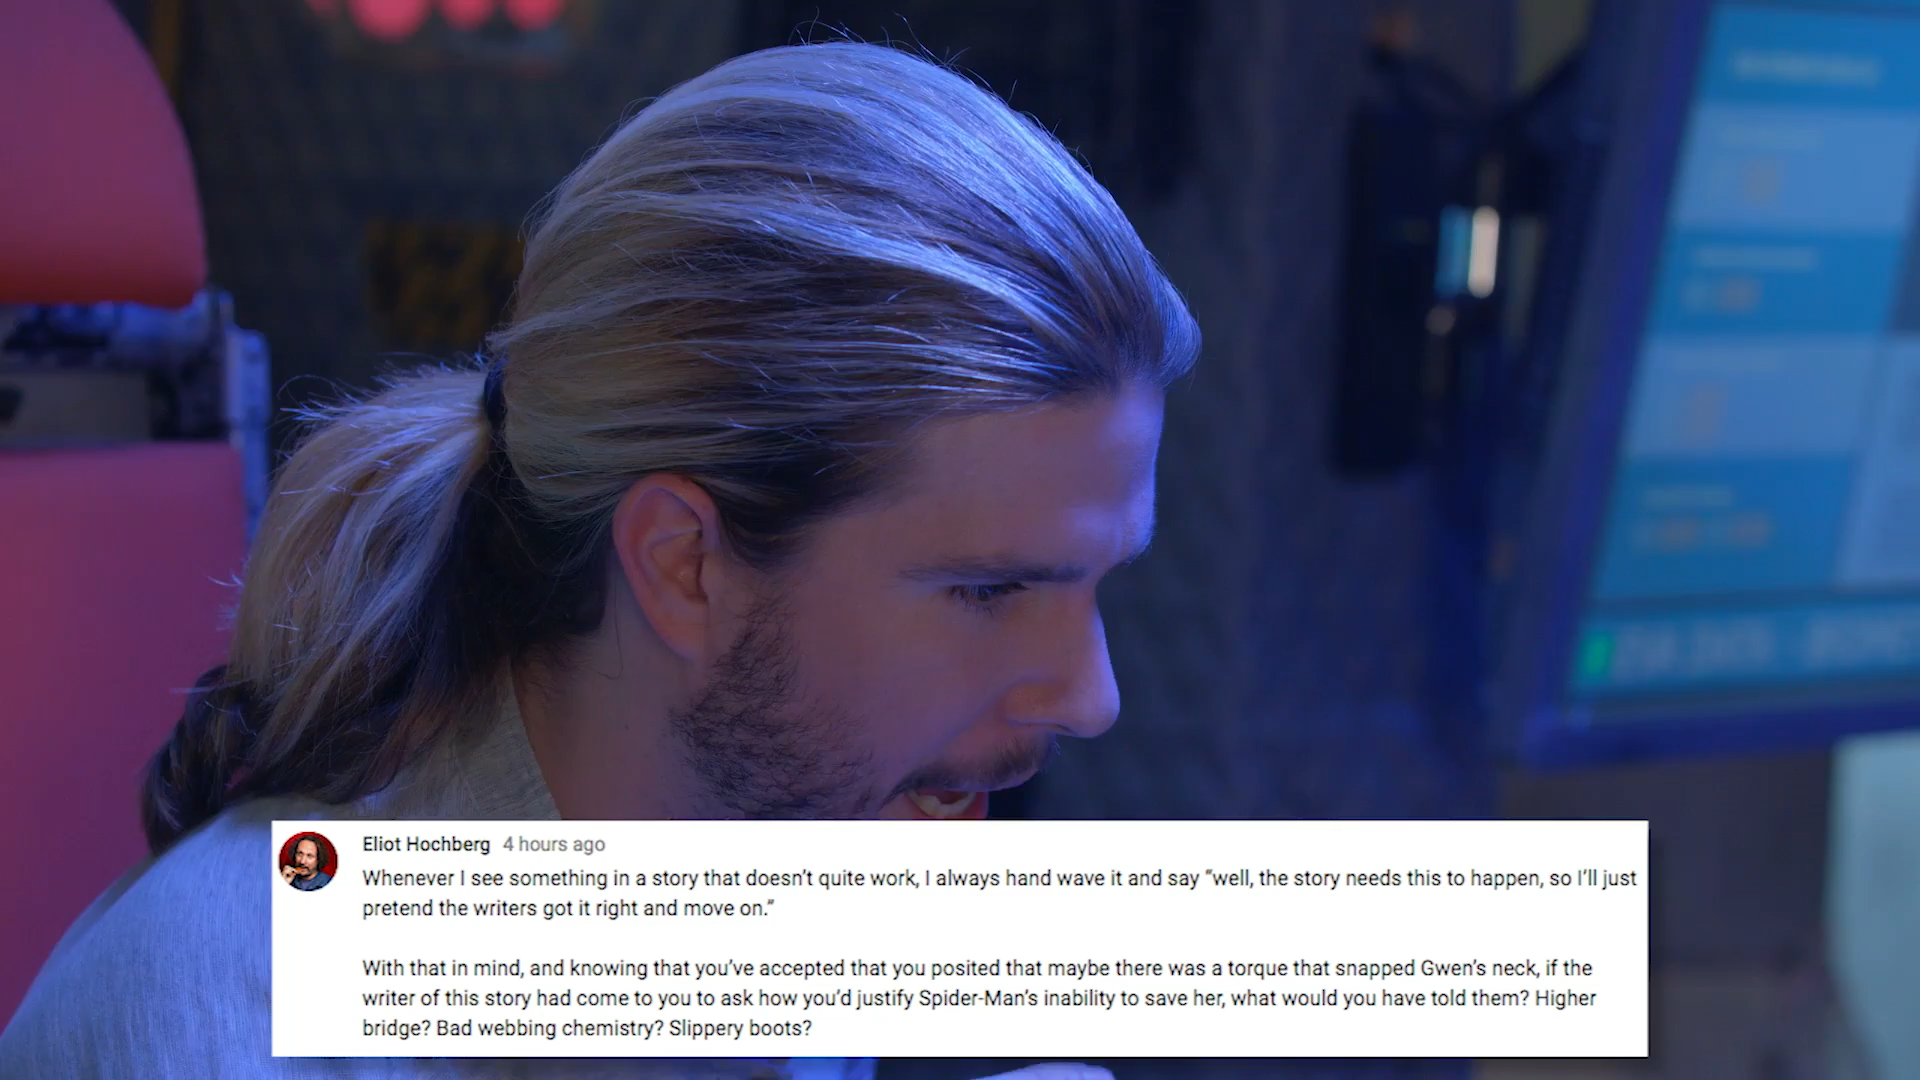 Eliot Hochberg 4 hours ago
Whenever I see something in a story that doesn't quite work, I always hand wave it and say “well, the story needs this to happen, so I'll just
pretend the writers got it right and move on.”
With that in mind, and knowing that you've accepted that you posited that maybe there was a torque that snapped Gwen's neck, if the
writer of this story had come to you to ask how you'd justify Spider-Man's inability to save her, what would you have told them? Higher
bridge? Bad webbing chemistry? Slippery boots?